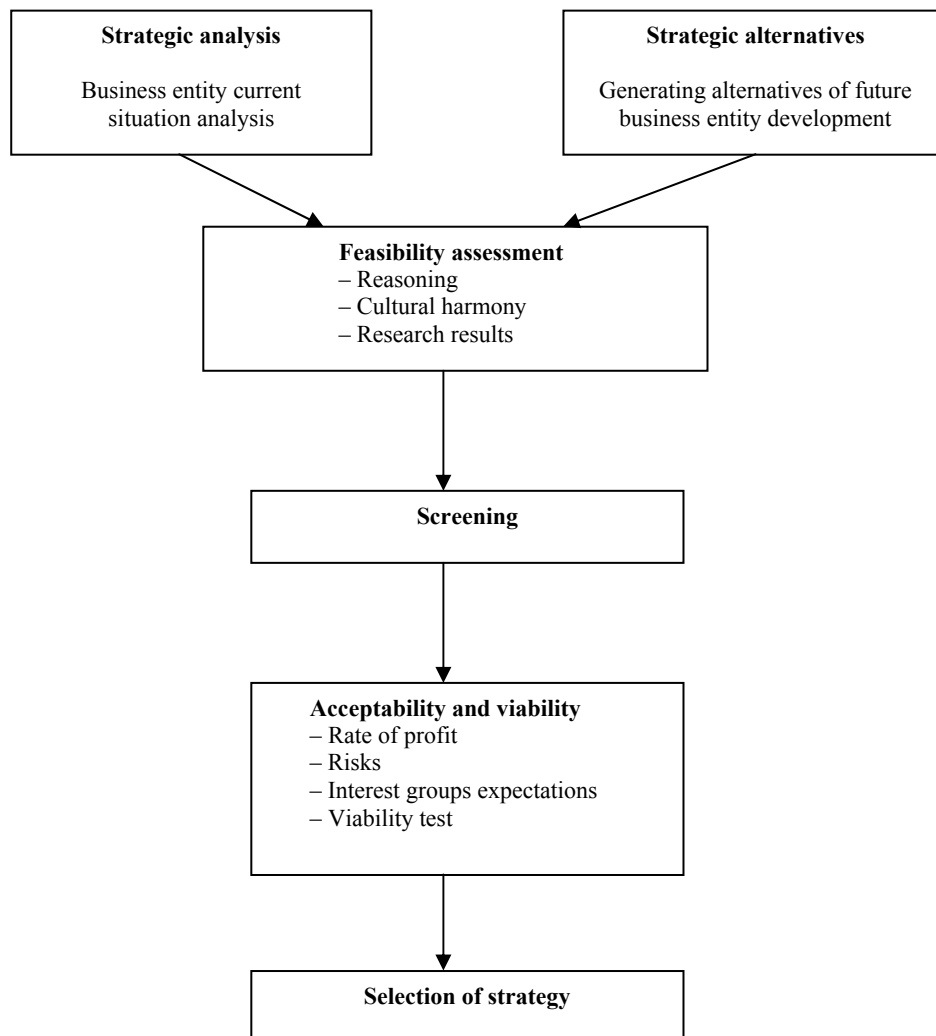 Strategic analysis
Business entity current
situation analysis
Strategic alternatives
Generating alternatives of future
business entity development
Feasibility assessment
– Reasoning
– Cultural harmony
– Research results
Screening
Acceptability and viability
– Rate of profit
– Risks
– Interest groups expectations
– Viability test
Selection of strategy